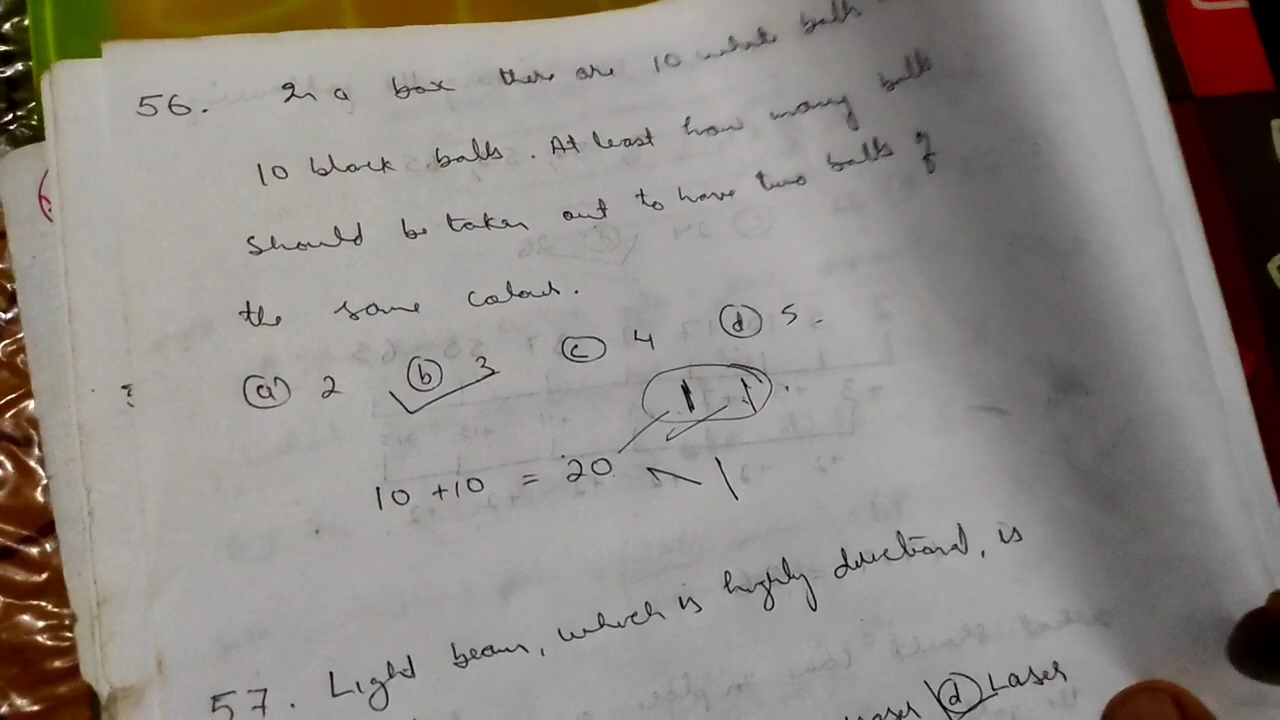 56. In a box there are 10 white balls
10 black balls. At least how many balls
should be taken out to have two balls of
the same colour.
(a) 2 (b) 3 (c) 4 (d) 5.
10 + 10 = 20
57. Light beam, which is highly directional, is
(d) Laser